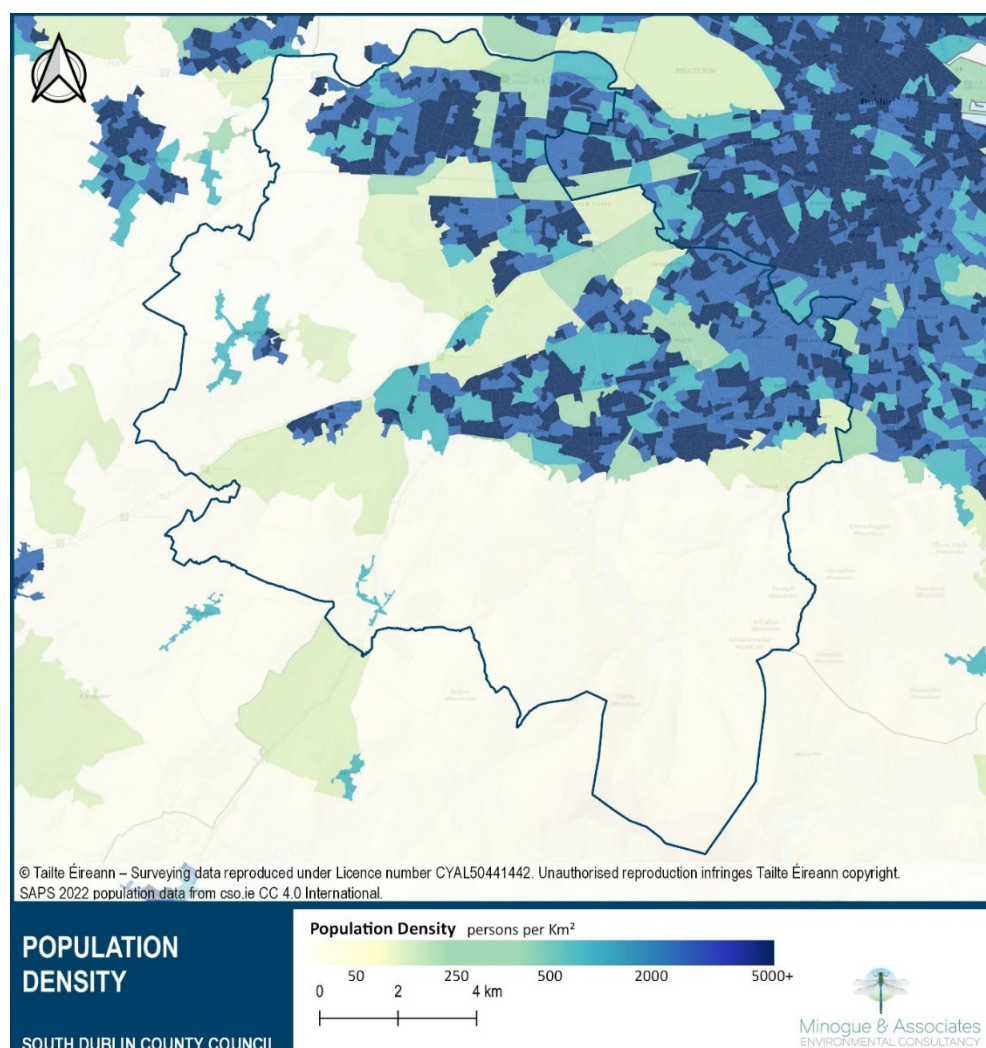 Dublin
© Tailte Éireann – Surveying data reproduced under Licence number CYAL50441442. Unauthorised reproduction infringes Tailte Éireann copyright.
SAPS 2022 population data from cso.ie CC 4.0 International.
POPULATION
DENSITY
SOUTH DUBLIN COUNTY COUNCIL
Population Density persons per Km²
50 250 500 2000 5000+
0 2 4 km
Minogue & Associates
ENVIRONMENTAL CONSULTANCY